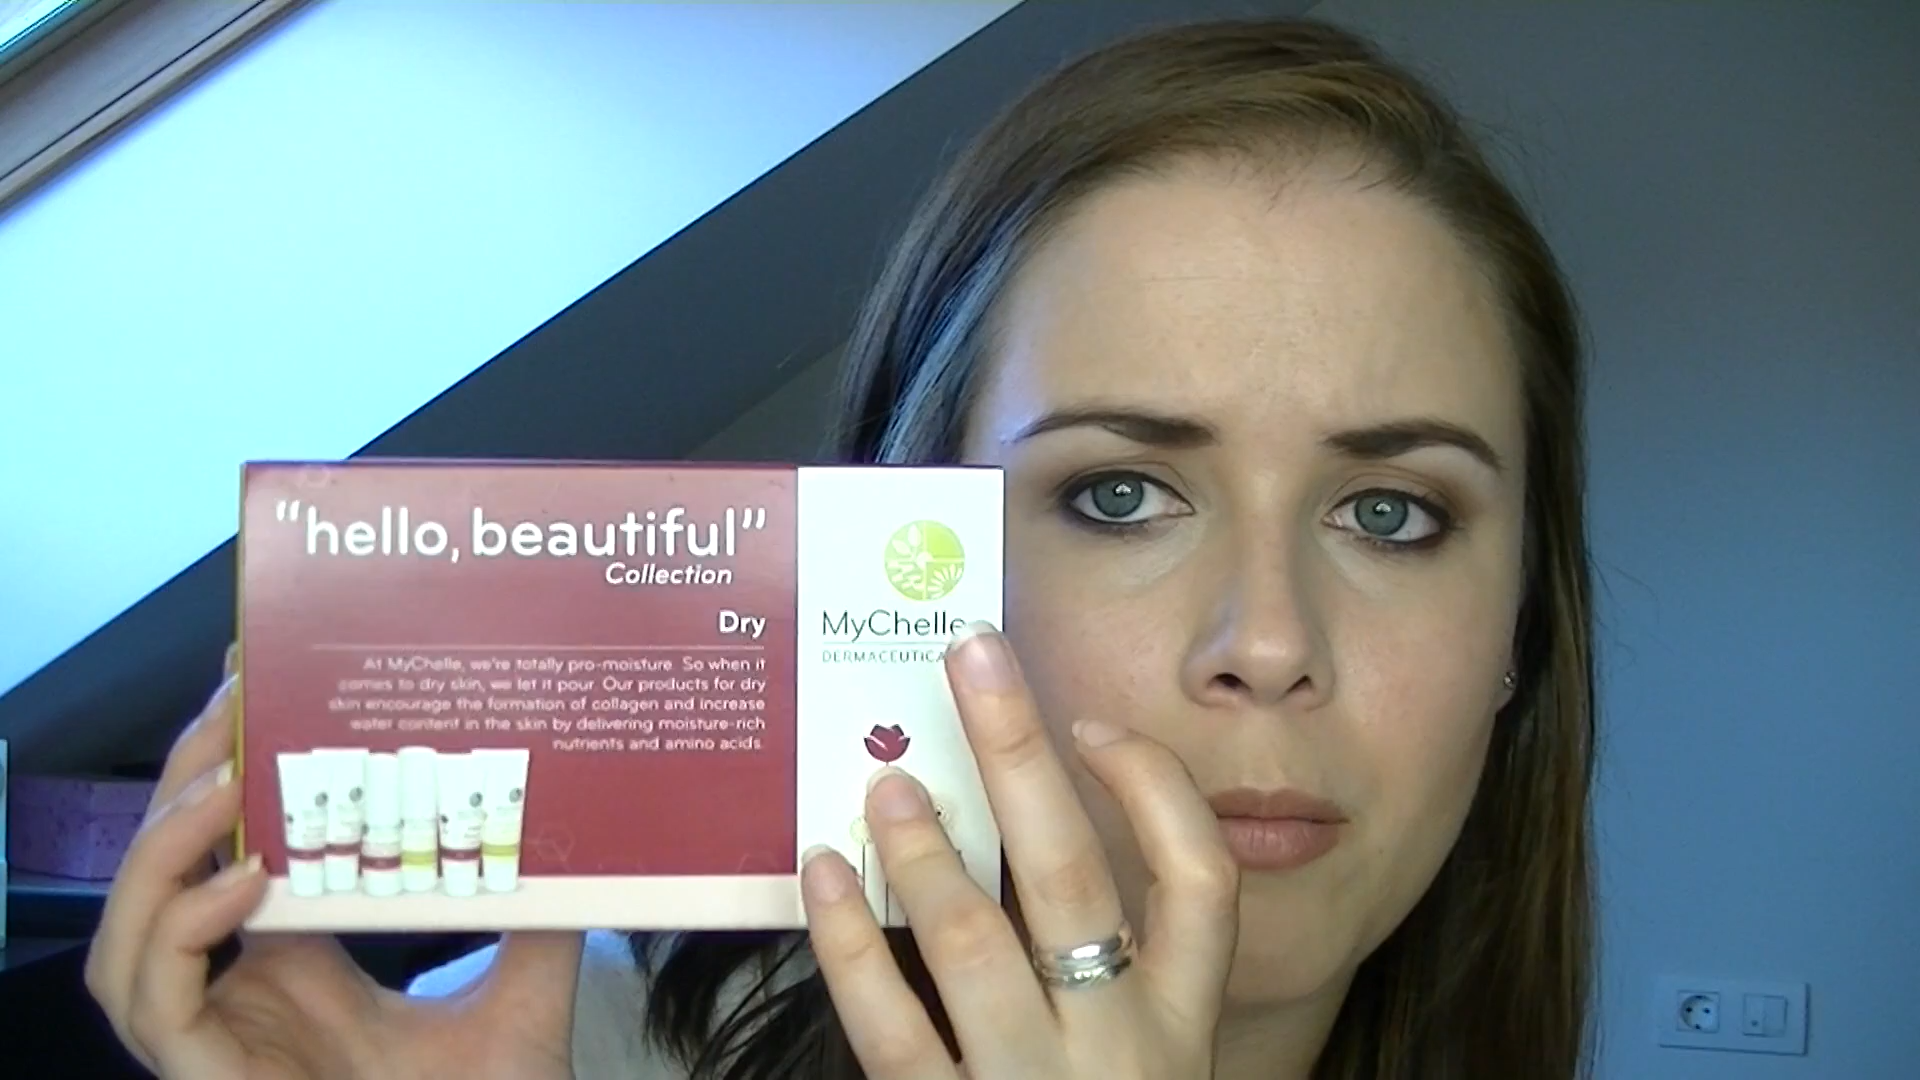 “hello, beautiful”
Collection
Dry
At MyChelle, we're totally pro-moisture. So when it
comes to dry skin, we let it pour. Our products for dry
skin encourage the formation of collagen and increase
water content in the skin by delivering moisture-rich
nutrients and amino acids.
MyChelle
DERMACEUTICA